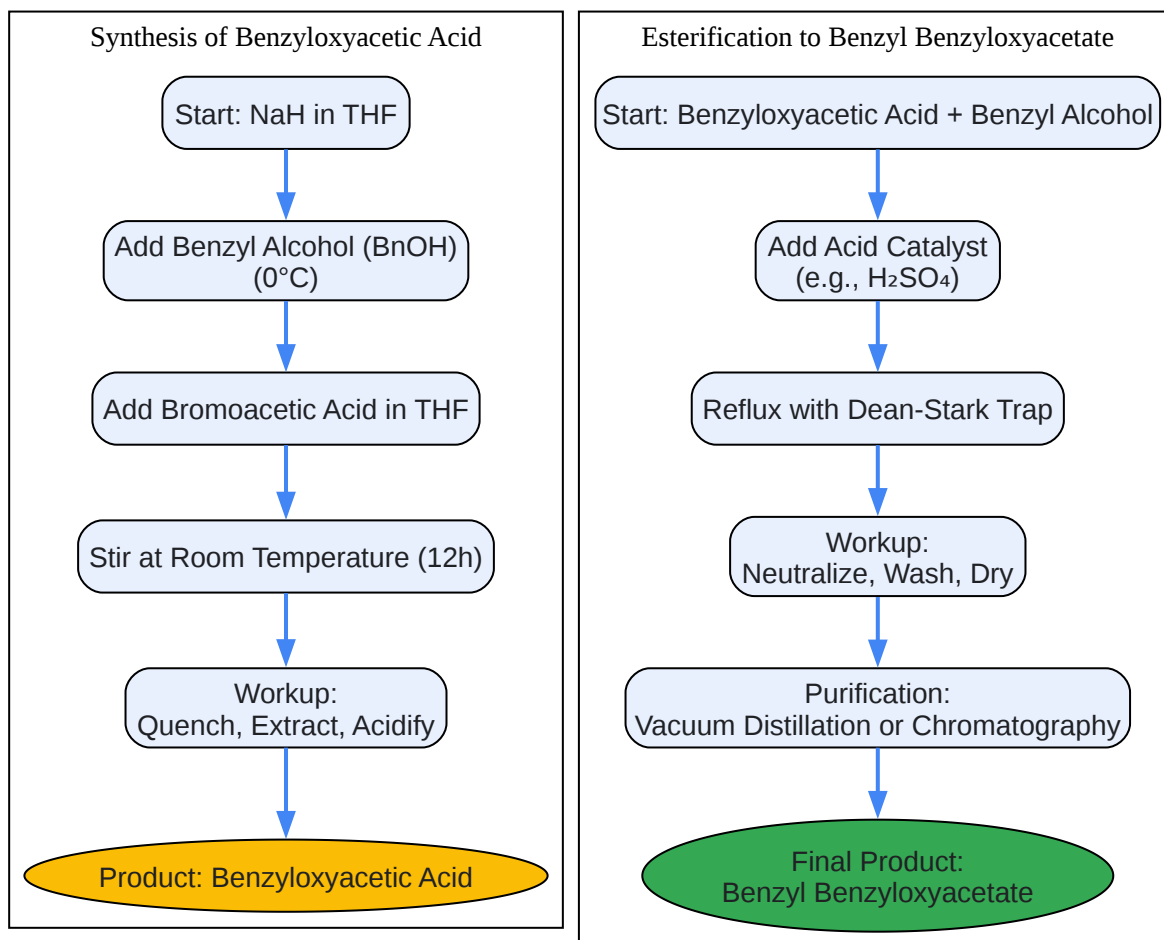 Synthesis of Benzyloxyacetic Acid
Start: NaH in THF
Add Benzyl Alcohol (BnOH)
(0°C)
Add Bromoacetic Acid in THF
Stir at Room Temperature (12h)
Workup:
Quench, Extract, Acidify
Product: Benzyloxyacetic Acid
Esterification to Benzyl Benzyloxyacetate
Start: Benzyloxyacetic Acid + Benzyl Alcohol
Add Acid Catalyst
(e.g., H₂SO₄)
Reflux with Dean-Stark Trap
Workup:
Neutralize, Wash, Dry
Purification:
Vacuum Distillation or Chromatography
Final Product:
Benzyl Benzyloxyacetate